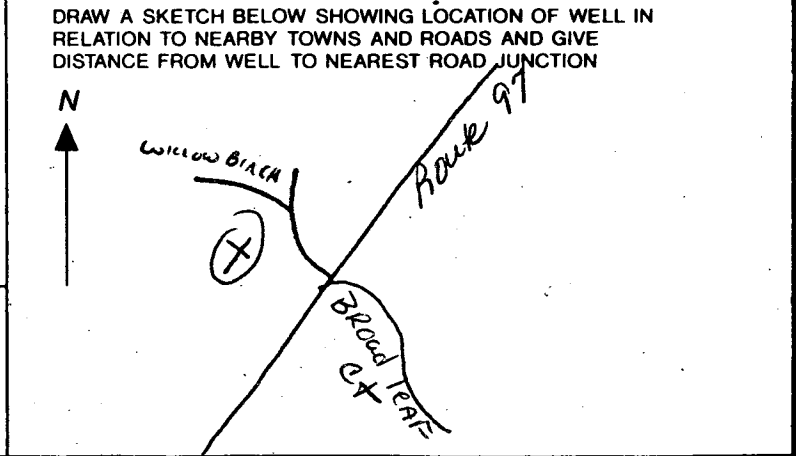 DRAW A SKETCH BELOW SHOWING LOCATION OF WELL IN
RELATION TO NEARBY TOWNS AND ROADS AND GIVE
DISTANCE FROM WELL TO NEAREST ROAD JUNCTION
N
WILLOW BIRCH
Route 97
X
BROad leAF
Ct